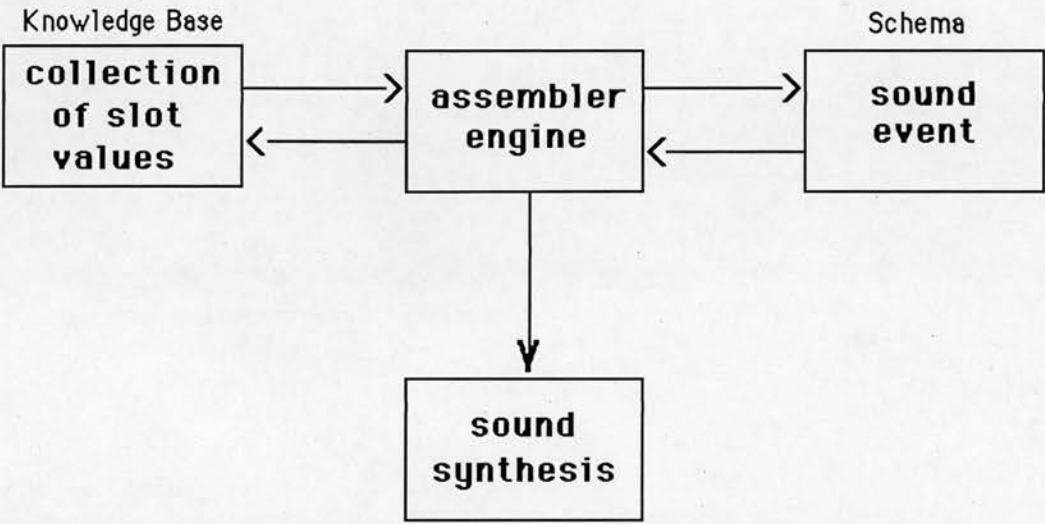 Knowledge Base
collection
of slot
values
assembler
engine
Schema
sound
event
sound
synthesis